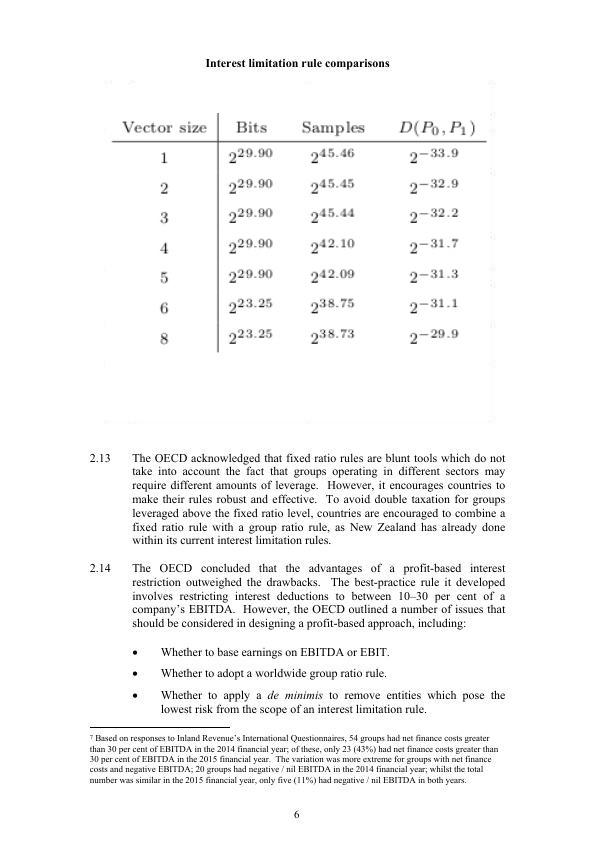 Interest limitation rule comparisons
Vector size Bits Samples D(P₀, P₁)
1 2^29.90 2^45.46 2^−33.9
2 2^29.90 2^45.45 2^−32.9
3 2^29.90 2^45.44 2^−32.2
4 2^29.90 2^42.10 2^−31.7
5 2^29.90 2^42.09 2^−31.3
6 2^23.25 2^38.75 2^−31.1
8 2^23.25 2^38.73 2^−29.9
2.13 The OECD acknowledged that fixed ratio rules are blunt tools which do not
take into account the fact that groups operating in different sectors may
require different amounts of leverage. However, it encourages countries to
make their rules robust and effective. To avoid double taxation for groups
leveraged above the fixed ratio level, countries are encouraged to combine a
fixed ratio rule with a group ratio rule, as New Zealand has already done
within its current interest limitation rules.
2.14 The OECD concluded that the advantages of a profit-based interest
restriction outweighed the drawbacks. The best-practice rule it developed
involves restricting interest deductions to between 10–30 per cent of a
company’s EBITDA. However, the OECD outlined a number of issues that
should be considered in designing a profit-based approach, including:
• Whether to base earnings on EBITDA or EBIT.
• Whether to adopt a worldwide group ratio rule.
• Whether to apply a de minimis to remove entities which pose the
lowest risk from the scope of an interest limitation rule.
⁷ Based on responses to Inland Revenue’s International Questionnaires, 54 groups had net finance costs greater
than 30 per cent of EBITDA in the 2014 financial year; of these, only 23 (43%) had net finance costs greater than
30 per cent of EBITDA in the 2015 financial year. The variation was more extreme for groups with net finance
costs and negative EBITDA; 20 groups had negative / nil EBITDA in the 2014 financial year; whilst the total
number was similar in the 2015 financial year, only five (11%) had negative / nil EBITDA in both years.
6